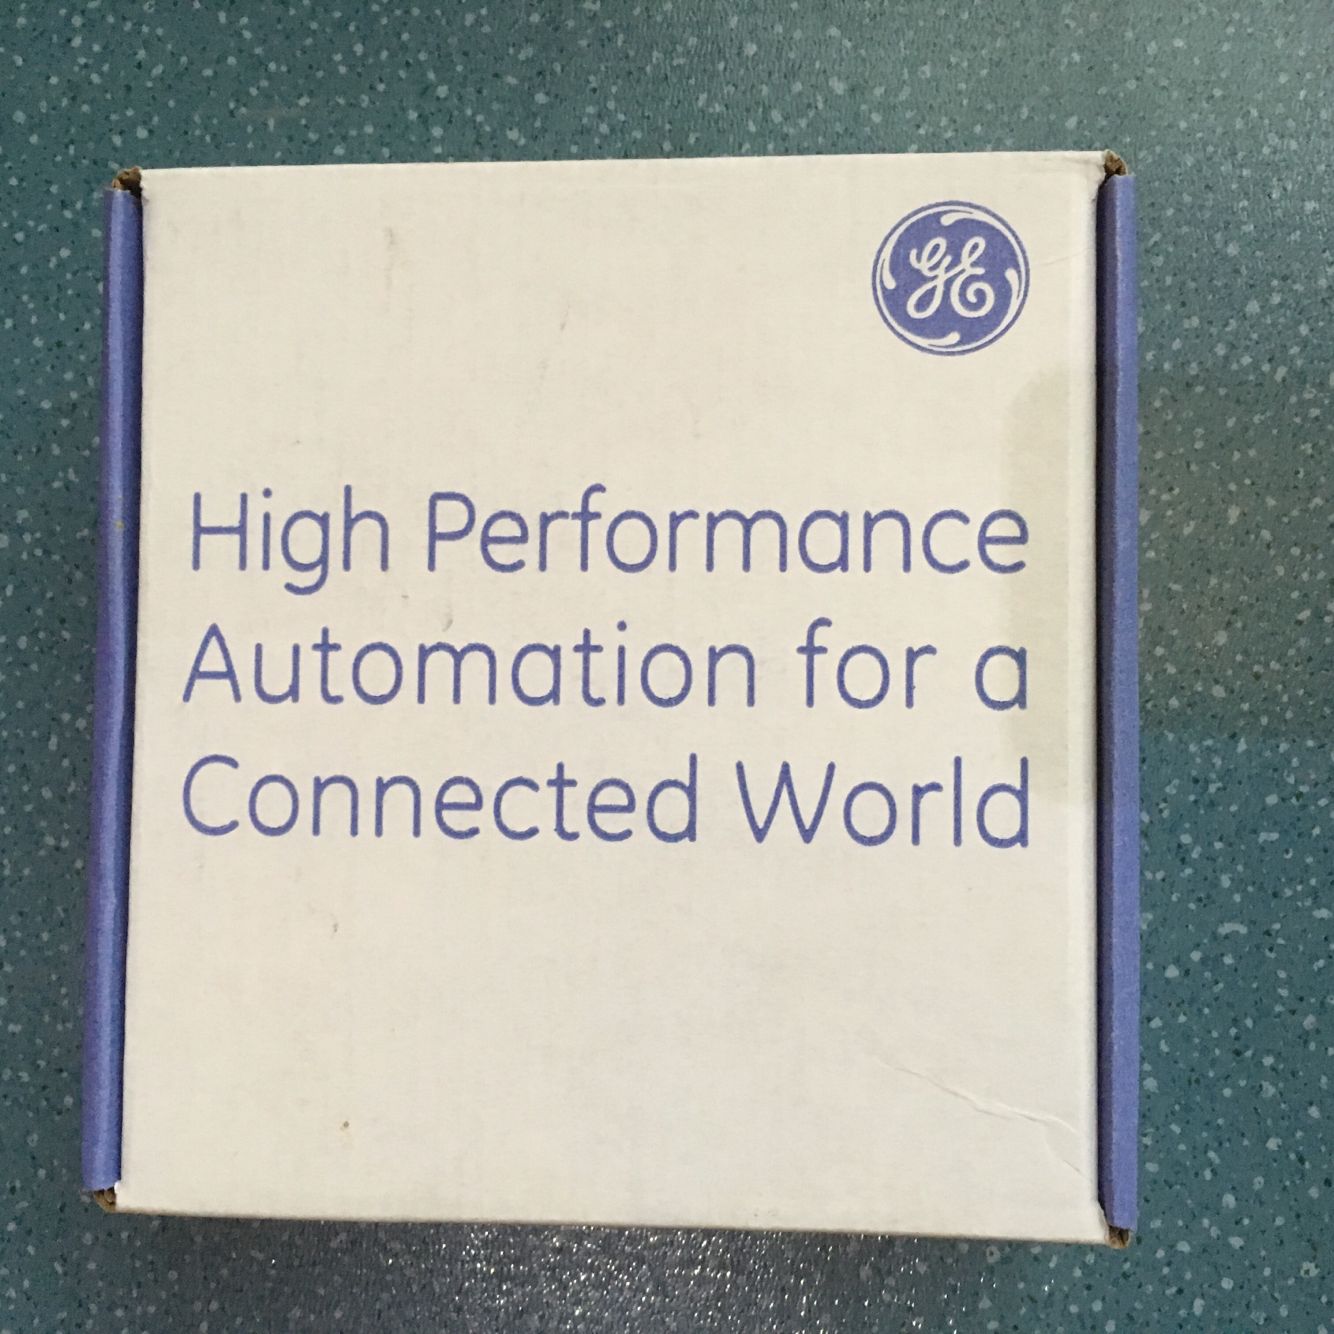 GE
High Performance
Automation for a
Connected World